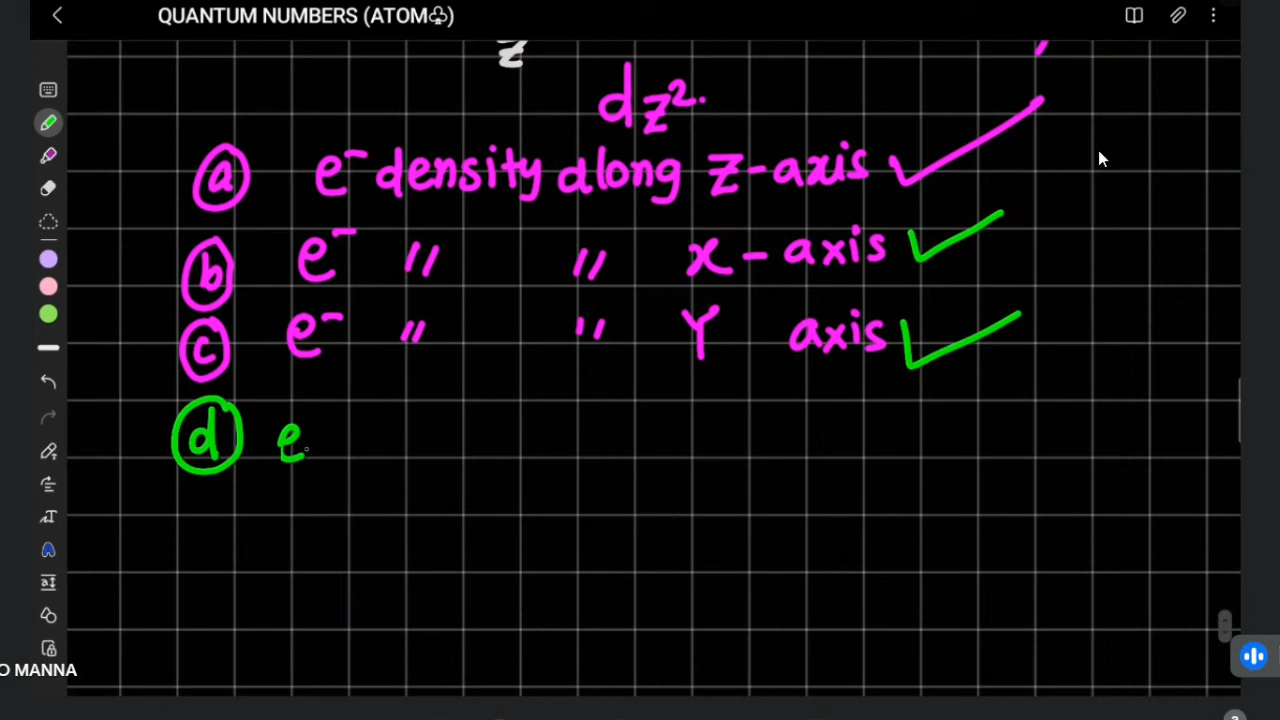 QUANTUM NUMBERS (ATOM♧)
z
dz².
ⓐ e⁻ density along z-axis ✓
ⓑ e⁻ " " x - axis ✓
ⓒ e⁻ " " Y axis ✓
ⓓ e
O MANNA